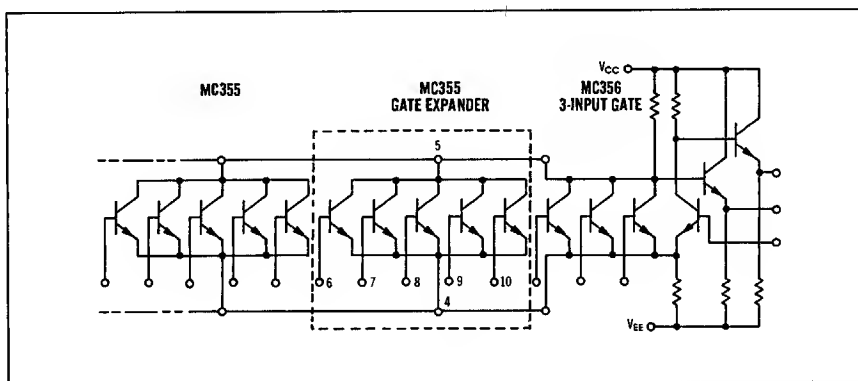 VCC
MC355
MC355
GATE EXPANDER
MC356
3-INPUT GATE
5
6
7
8
9
10
4
VEE